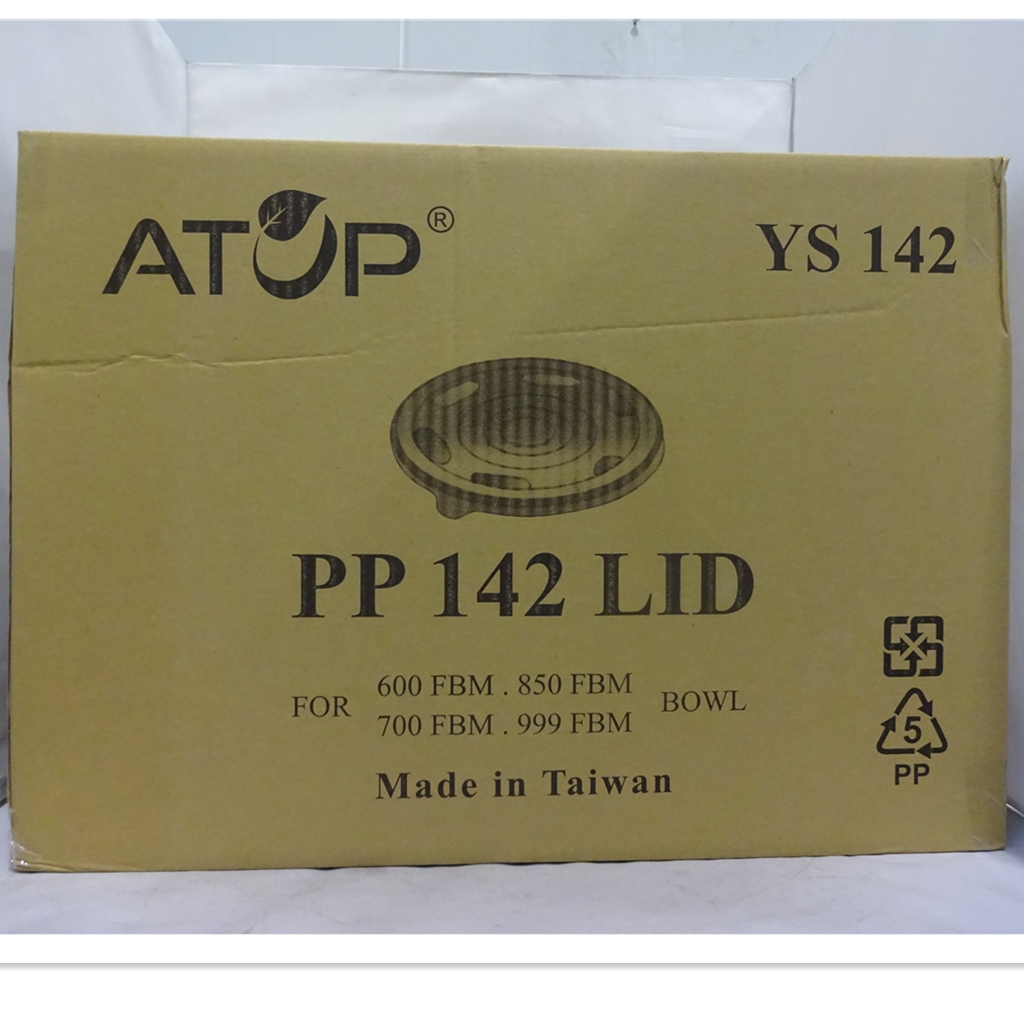 ATOP®
YS 142
PP 142 LID
FOR 600 FBM . 850 FBM BOWL
700 FBM . 999 FBM
Made in Taiwan
5
PP